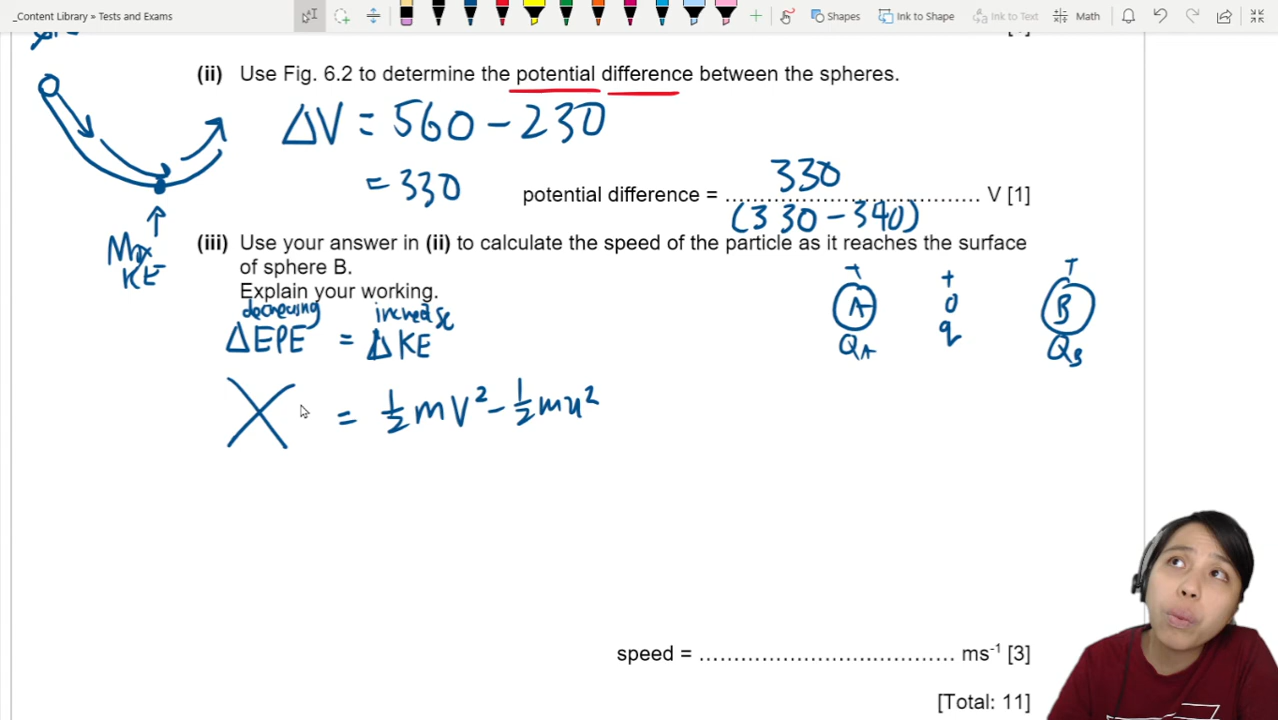 _Content Library » Tests and Exams
Shapes
Ink to Shape
Ink to Text
Math
(ii) Use Fig. 6.2 to determine the potential difference between the spheres.
ΔV = 560 - 230
= 330
330
potential difference = ........................................ V [1]
(330 - 340)
Max
KE
(iii) Use your answer in (ii) to calculate the speed of the particle as it reaches the surface
of sphere B.
Explain your working.
decreasing increase
ΔEPE = ΔKE
+ + +
A B
Q_A q Q_B
= ½mv² - ½mu²
speed = ........................................ ms⁻¹ [3]
[Total: 11]